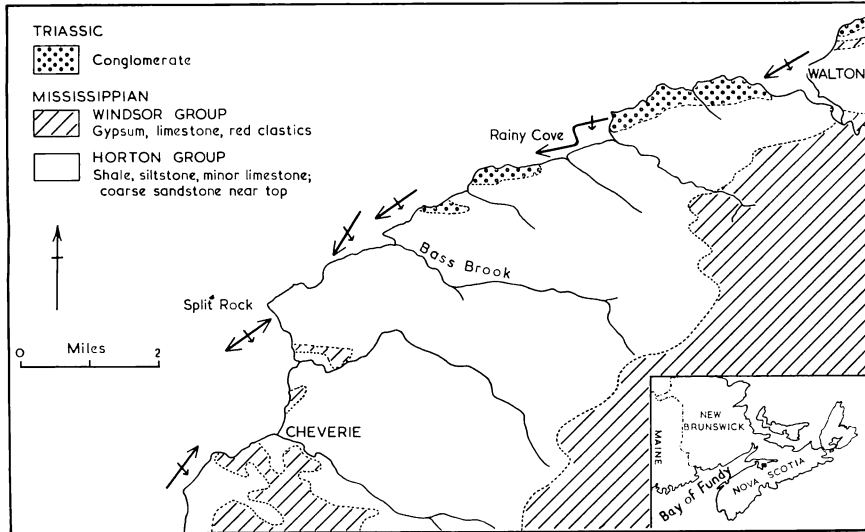 TRIASSIC
Conglomerate
MISSISSIPPIAN
WINDSOR GROUP
Gypsum, limestone, red clastics
HORTON GROUP
Shale, siltstone, minor limestone;
coarse sandstone near top
WALTON
Rainy Cove
Bass Brook
Split Rock
0 Miles 2
CHEVERIE
NEW
BRUNSWICK
MAINE
NOVA SCOTIA
Bay of Fundy